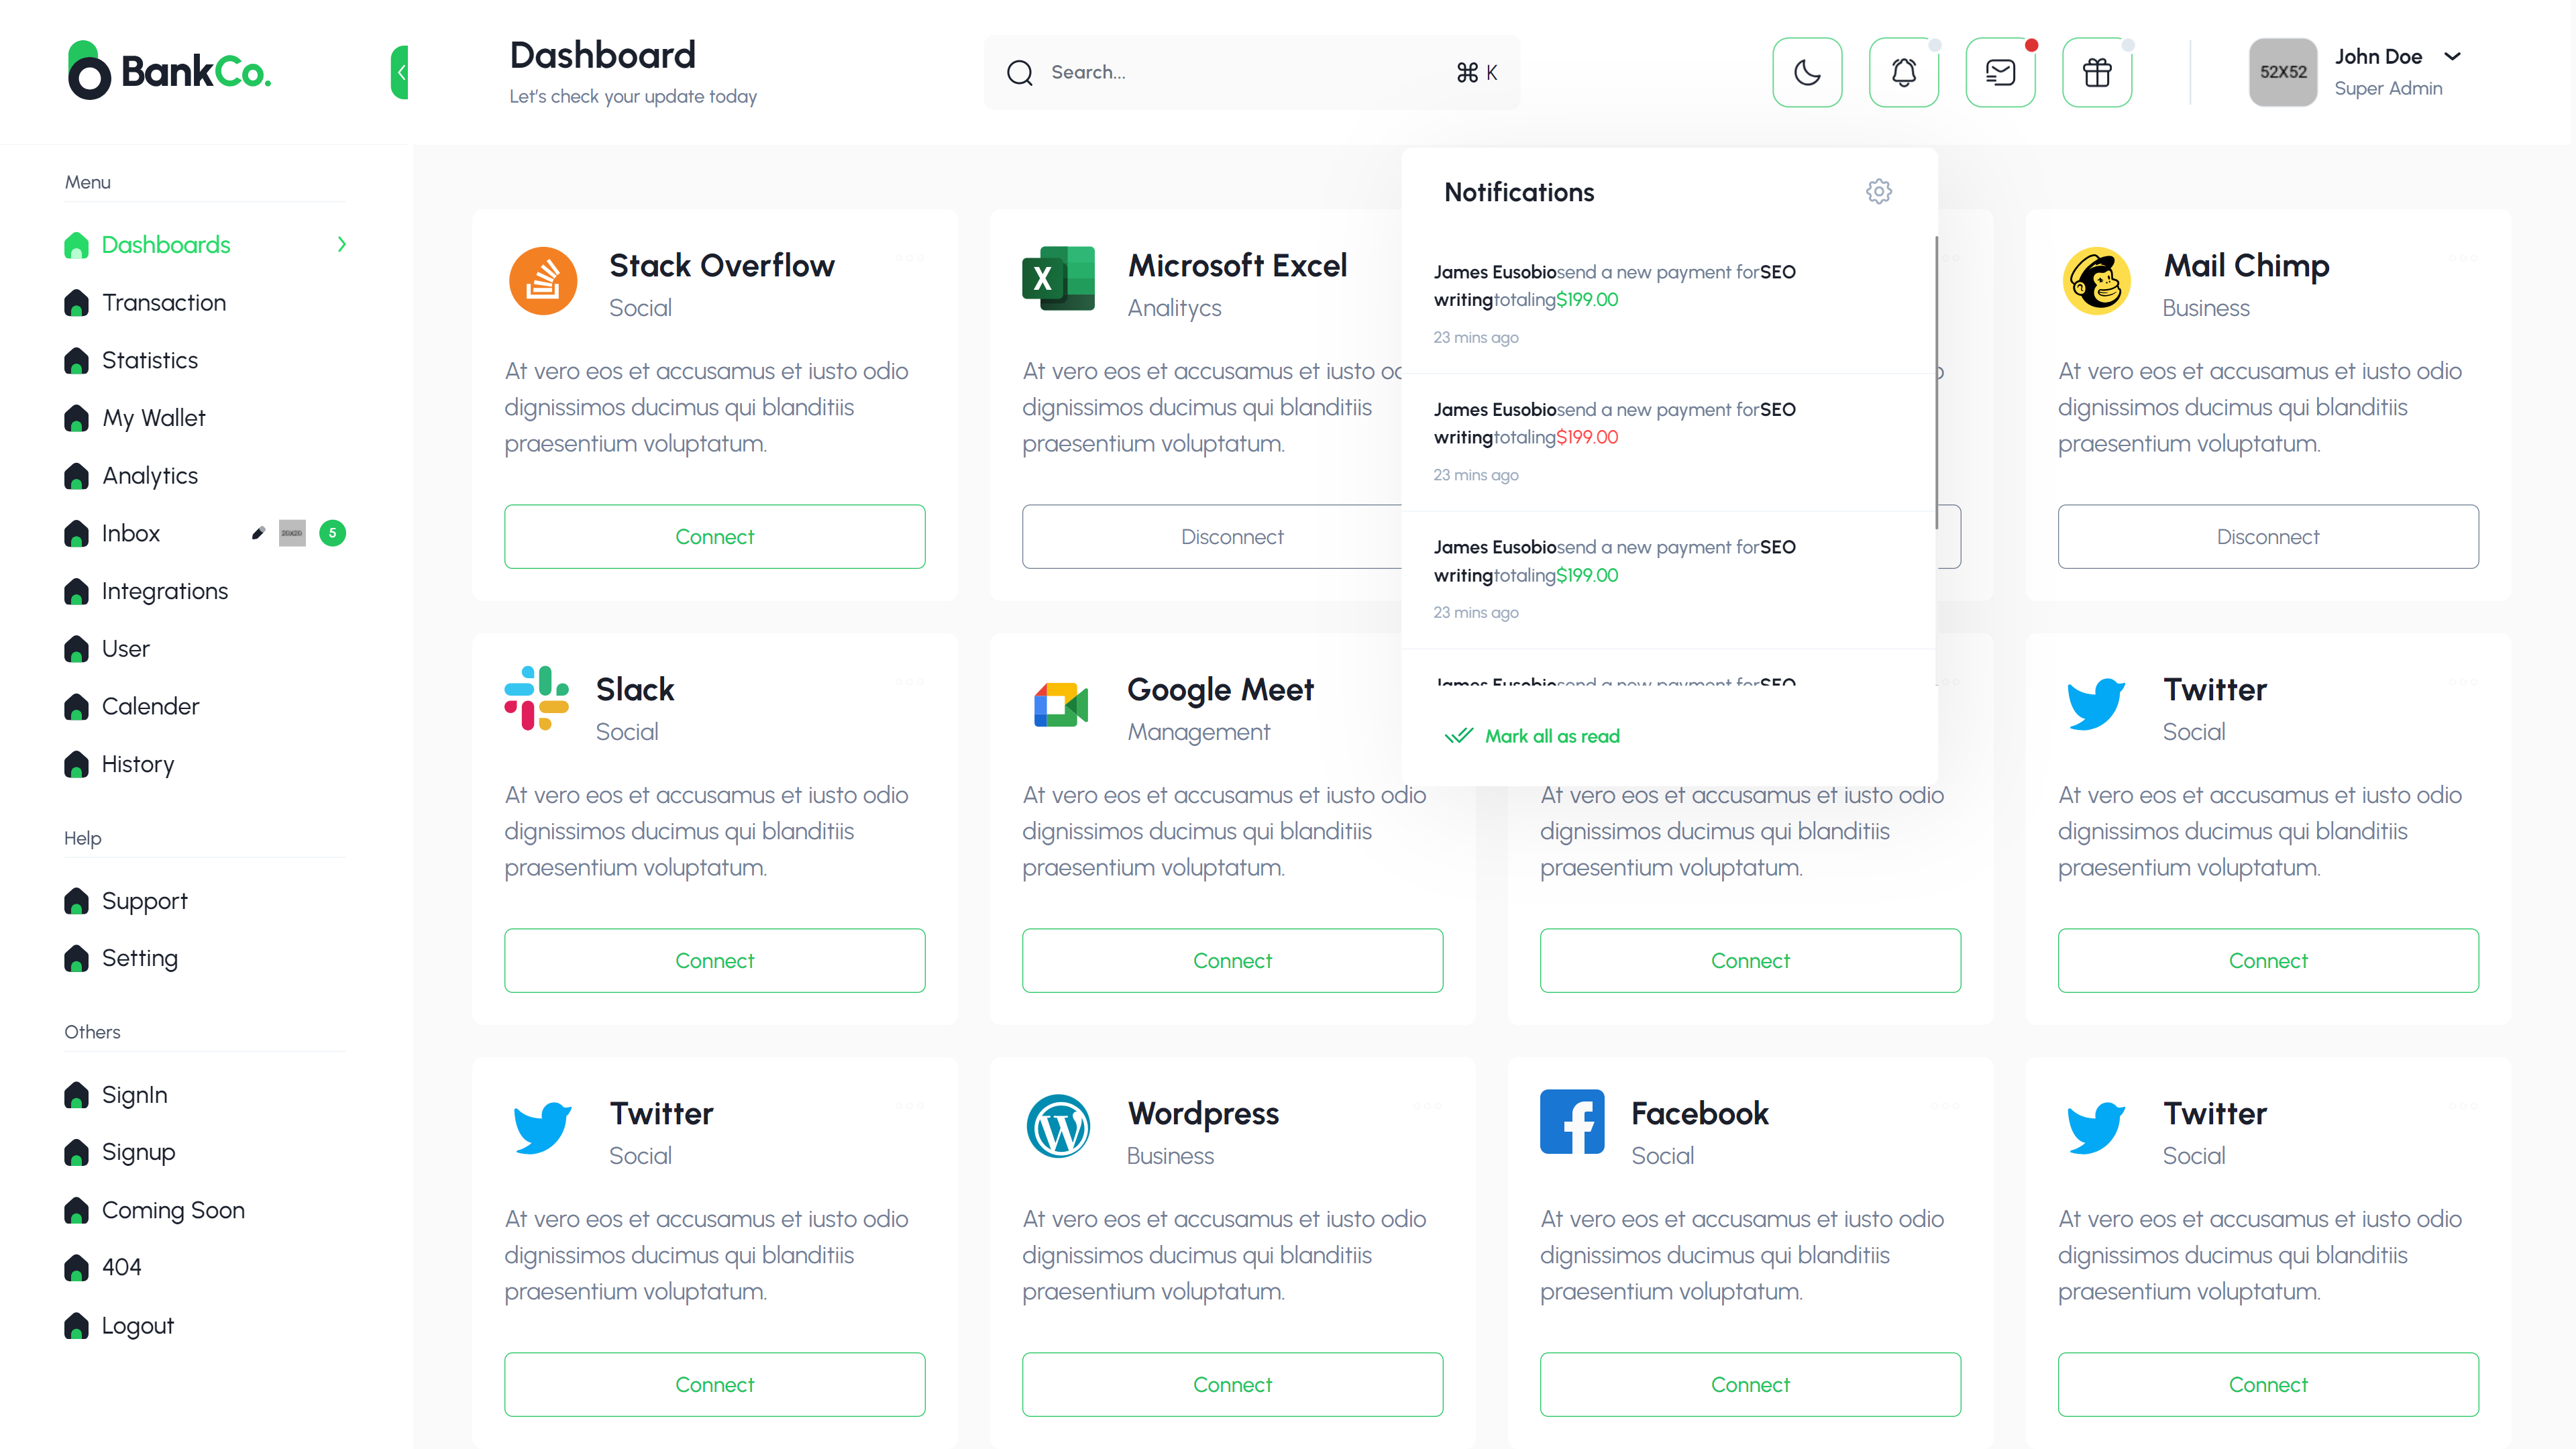 BankCo.
Dashboard
Let's check your update today
Search...
⌘ K
52X52
John Doe
Super Admin
Menu
Dashboards
Transaction
Statistics
My Wallet
Analytics
Inbox
5
Integrations
User
Calender
History
Help
Support
Setting
Others
SignIn
Signup
Coming Soon
404
Logout
Notifications
James Eusobiosend a new payment forSEO
writingtotaling$199.00
23 mins ago
James Eusobiosend a new payment forSEO
writingtotaling$199.00
23 mins ago
James Eusobiosend a new payment forSEO
writingtotaling$199.00
23 mins ago
James Eusobiosend a new payment forSEO
Mark all as read
Stack Overflow
Social
At vero eos et accusamus et iusto odio
dignissimos ducimus qui blanditiis
praesentium voluptatum.
Connect
Microsoft Excel
Analitycs
At vero eos et accusamus et iusto
dignissimos ducimus qui blanditiis
praesentium voluptatum.
Disconnect
Mail Chimp
Business
At vero eos et accusamus et iusto odio
dignissimos ducimus qui blanditiis
praesentium voluptatum.
Disconnect
Slack
Social
At vero eos et accusamus et iusto odio
dignissimos ducimus qui blanditiis
praesentium voluptatum.
Connect
Google Meet
Management
At vero eos et accusamus et iusto odio
dignissimos ducimus qui blanditiis
praesentium voluptatum.
Connect
At vero eos et accusamus et iusto odio
dignissimos ducimus qui blanditiis
praesentium voluptatum.
Connect
Twitter
Social
At vero eos et accusamus et iusto odio
dignissimos ducimus qui blanditiis
praesentium voluptatum.
Connect
Twitter
Social
At vero eos et accusamus et iusto odio
dignissimos ducimus qui blanditiis
praesentium voluptatum.
Connect
Wordpress
Business
At vero eos et accusamus et iusto odio
dignissimos ducimus qui blanditiis
praesentium voluptatum.
Connect
Facebook
Social
At vero eos et accusamus et iusto odio
dignissimos ducimus qui blanditiis
praesentium voluptatum.
Connect
Twitter
Social
At vero eos et accusamus et iusto odio
dignissimos ducimus qui blanditiis
praesentium voluptatum.
Connect